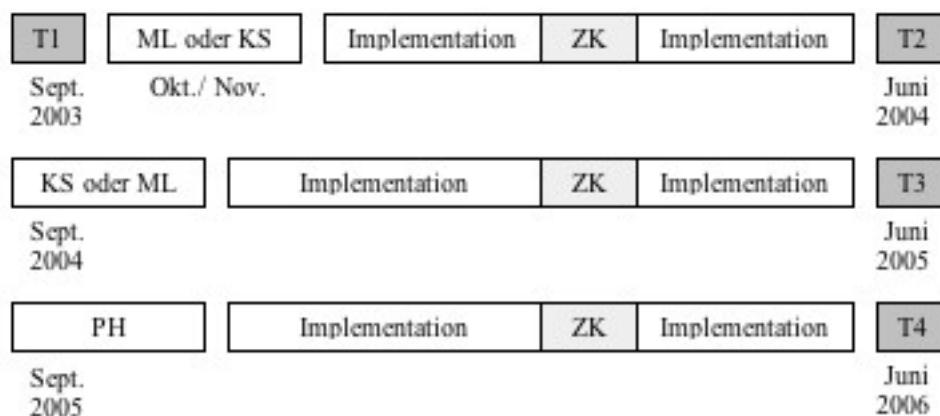 T1 ML oder KS Implementation ZK Implementation T2
Sept. Okt./ Nov. Juni
2003 2004
KS oder ML Implementation ZK Implementation T3
Sept. Juni
2004 2005
PH Implementation ZK Implementation T4
Sept. Juni
2005 2006